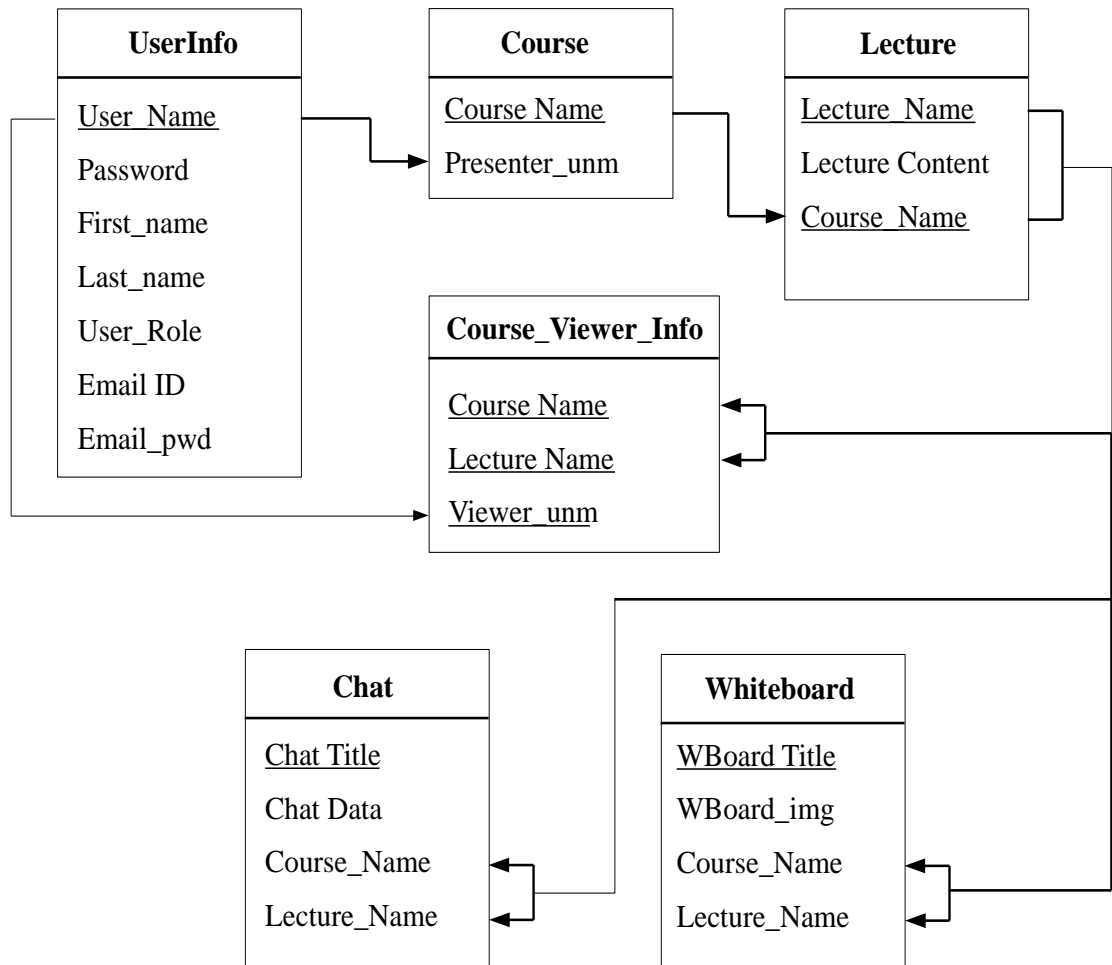 UserInfo
User_Name
Password
First_name
Last_name
User_Role
Email ID
Email_pwd
Course
Course Name
Presenter_unm
Lecture
Lecture_Name
Lecture Content
Course_Name
Course_Viewer_Info
Course Name
Lecture Name
Viewer_unm
Chat
Chat Title
Chat Data
Course_Name
Lecture_Name
Whiteboard
WBoard Title
WBoard_img
Course_Name
Lecture_Name